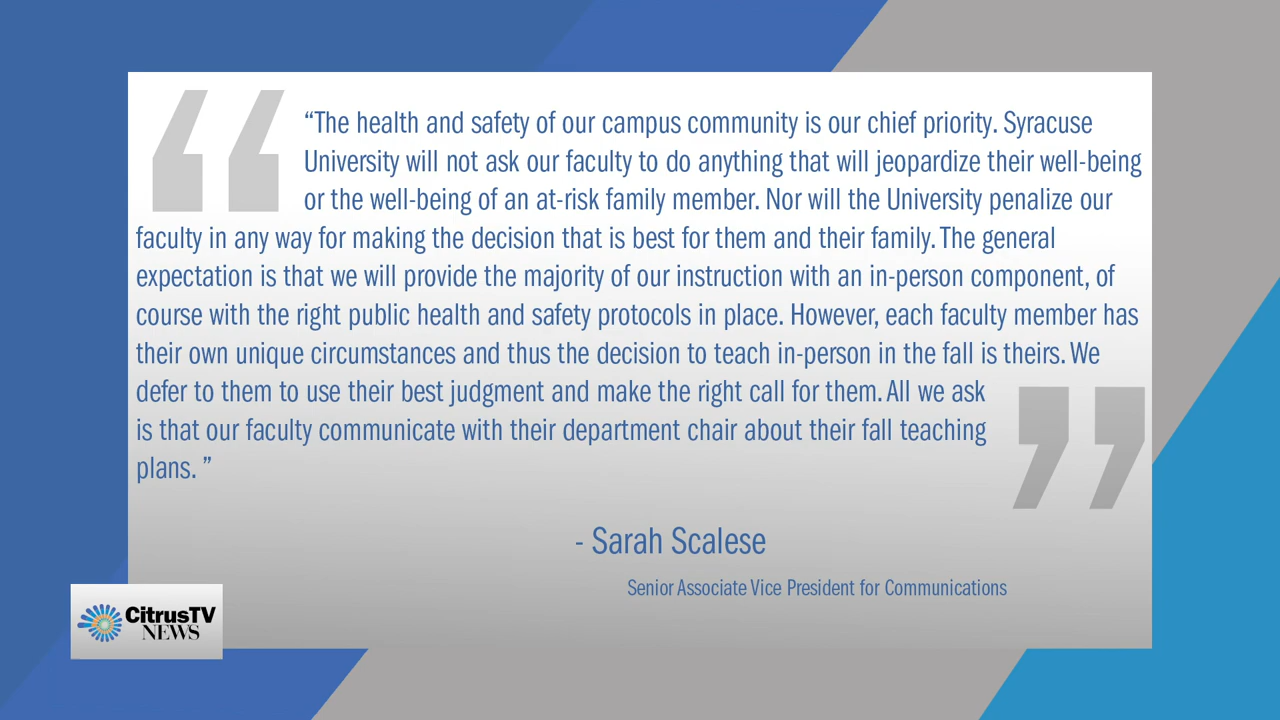 “The health and safety of our campus community is our chief priority. Syracuse
University will not ask our faculty to do anything that will jeopardize their well-being
or the well-being of an at-risk family member. Nor will the University penalize our
faculty in any way for making the decision that is best for them and their family. The general
expectation is that we will provide the majority of our instruction with an in-person component, of
course with the right public health and safety protocols in place. However, each faculty member has
their own unique circumstances and thus the decision to teach in-person in the fall is theirs. We
defer to them to use their best judgment and make the right call for them. All we ask
is that our faculty communicate with their department chair about their fall teaching
plans. ”
- Sarah Scalese
Senior Associate Vice President for Communications
CitrusTV
NEWS